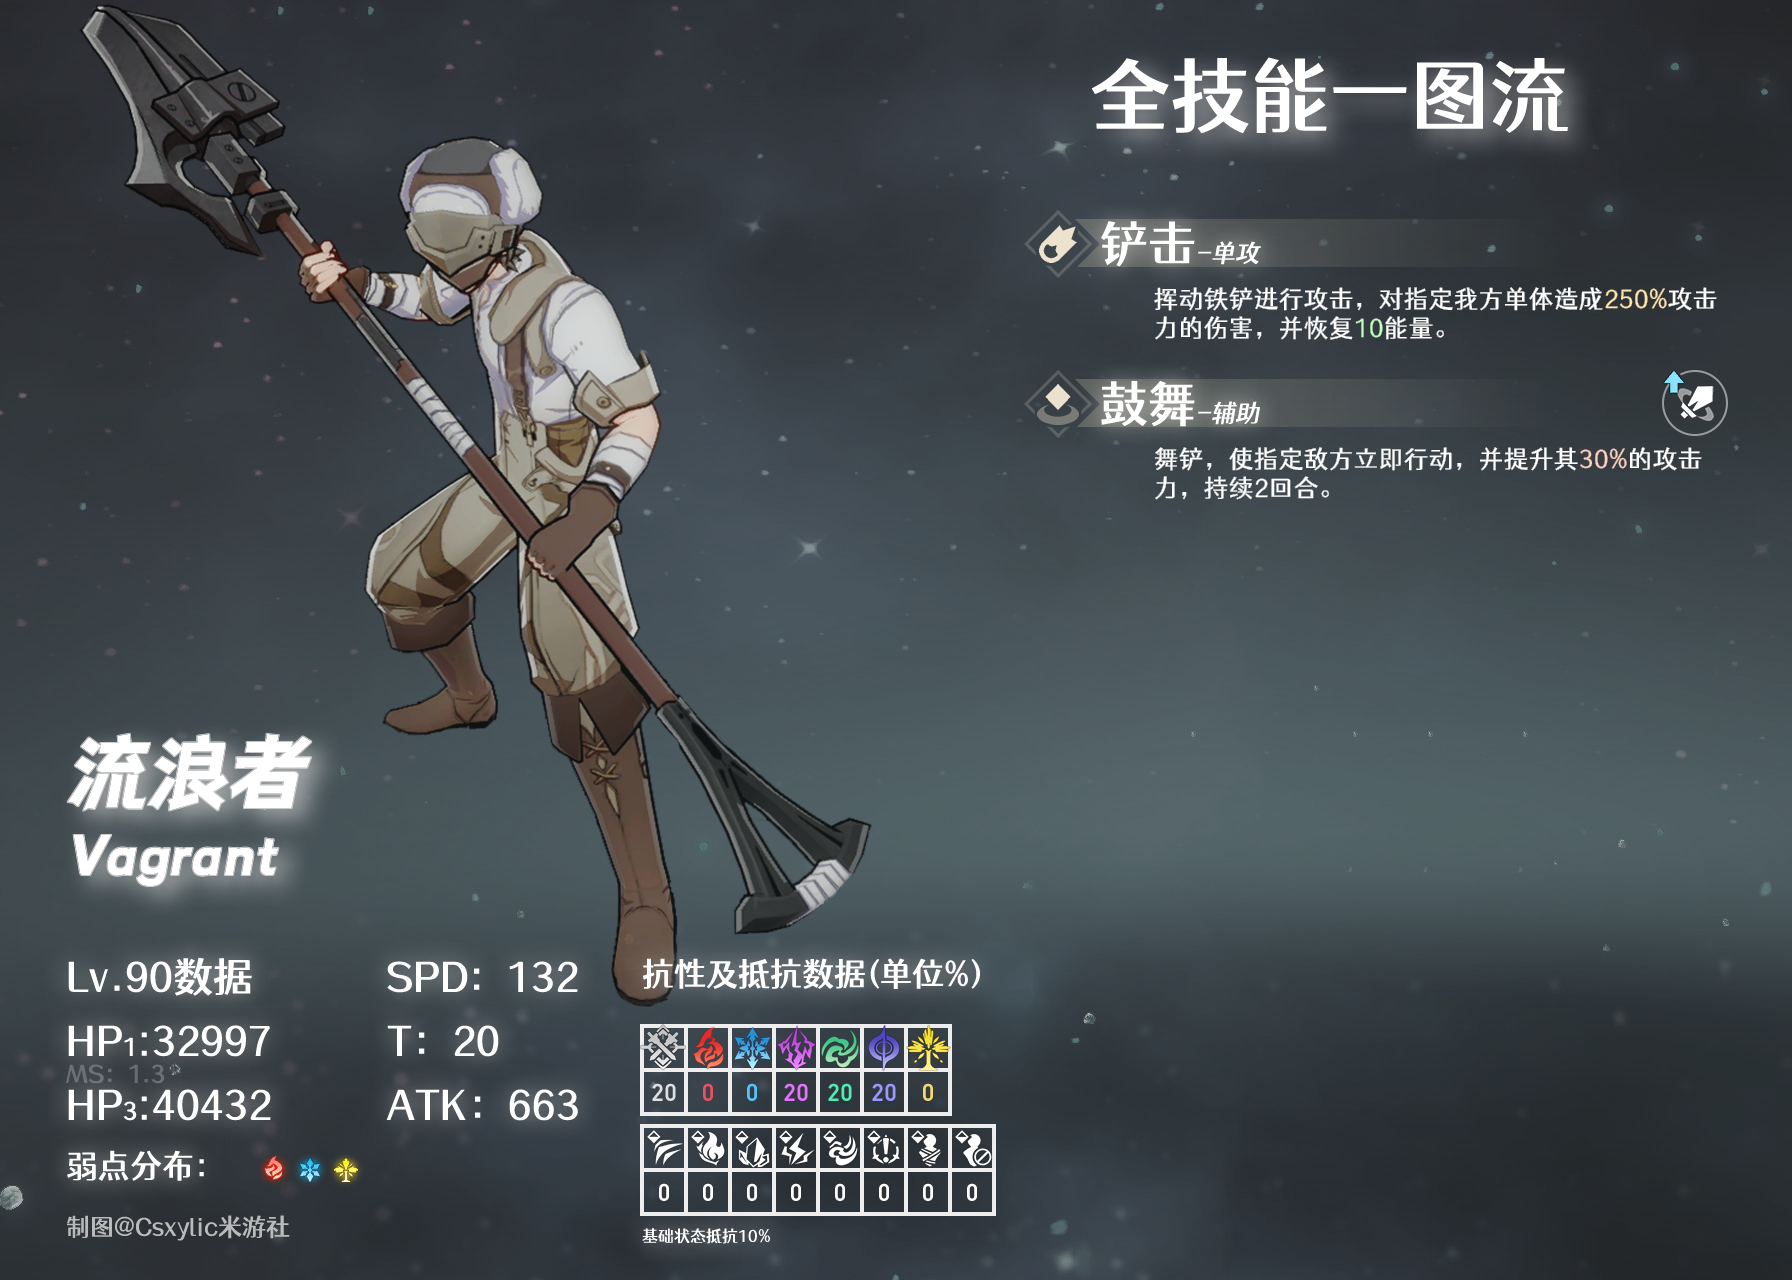 全技能一图流
铲击-单攻
挥动铁铲进行攻击，对指定我方单体造成250%攻击
力的伤害，并恢复10能量。
鼓舞-辅助
舞铲，使指定敌方立即行动，并提升其30%的攻击
力，持续2回合。
流浪者
Vagrant
Lv.90数据
SPD：132
HP₁:32997
T：20
MS：1.3
HP₃:40432
ATK：663
弱点分布：
制图@Csxylic米游社
抗性及抵抗数据(单位%)
20 0 0 20 20 20 0
0 0 0 0 0 0 0 0
基础状态抵抗10%